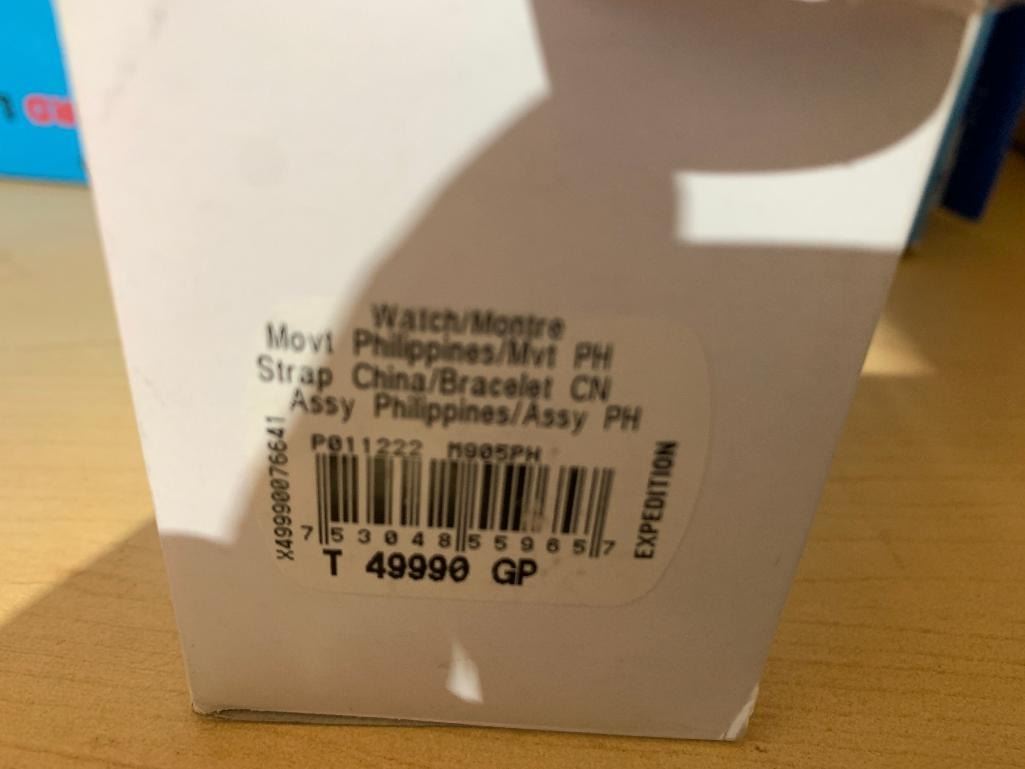 Watch/Montre
Movt Philippines/Mvt PH
Strap China/Bracelet CN
Assy Philippines/Assy PH
X49990076641
P011222 M905PH
7 53048 55965 7
EXPEDITION
T 49990 GP